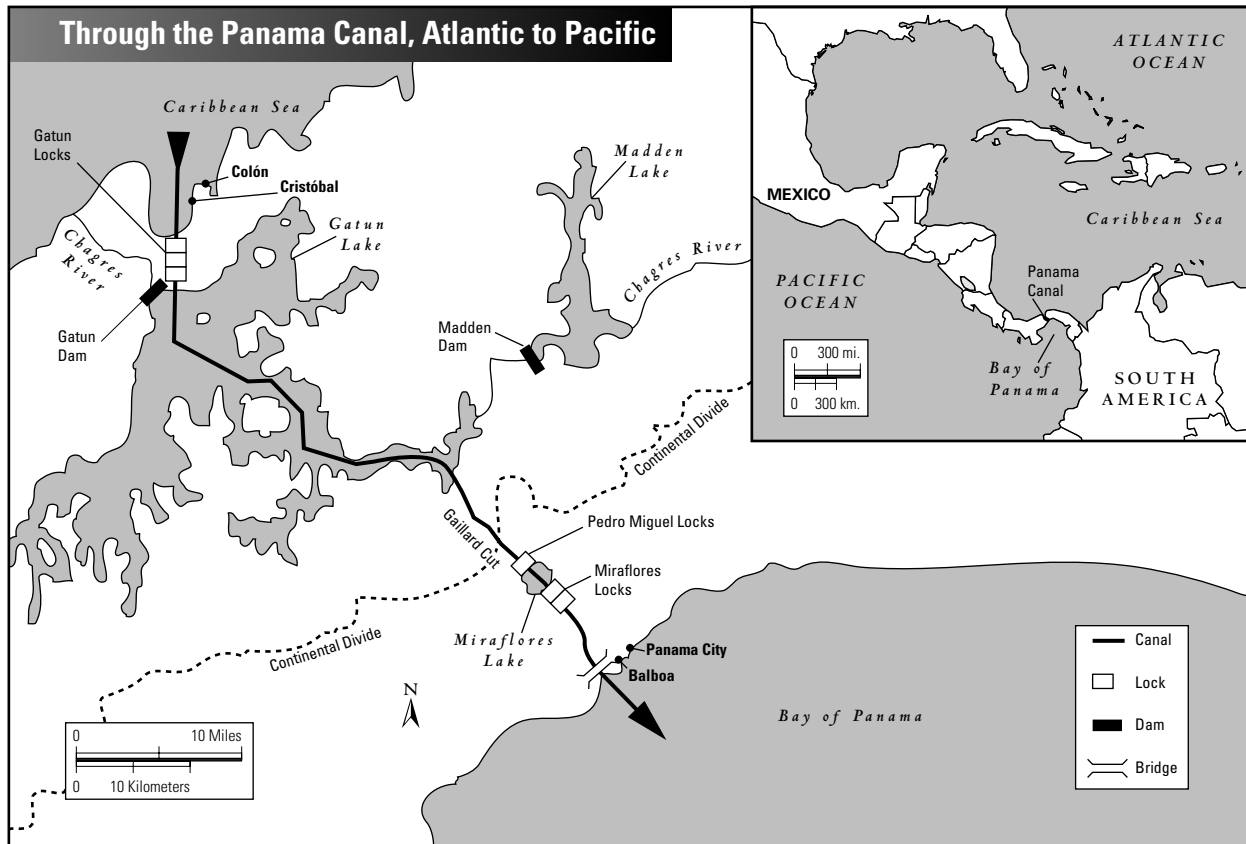 Through the Panama Canal, Atlantic to Pacific
Caribbean Sea
Gatun
Locks
Colón
Cristóbal
Madden
Lake
Gatun
Lake
Chagres
River
Chagres River
Gatun
Dam
Madden
Dam
Continental Divide
Gaillard Cut
Pedro Miguel Locks
Miraflores
Locks
Continental Divide
Miraflores
Lake
Panama City
Balboa
N
Bay of Panama
0 10 Miles
0 10 Kilometers
Canal
Lock
Dam
Bridge
ATLANTIC
OCEAN
MEXICO
Caribbean Sea
PACIFIC
OCEAN
Panama
Canal
0 300 mi.
0 300 km.
Bay of
Panama
SOUTH
AMERICA